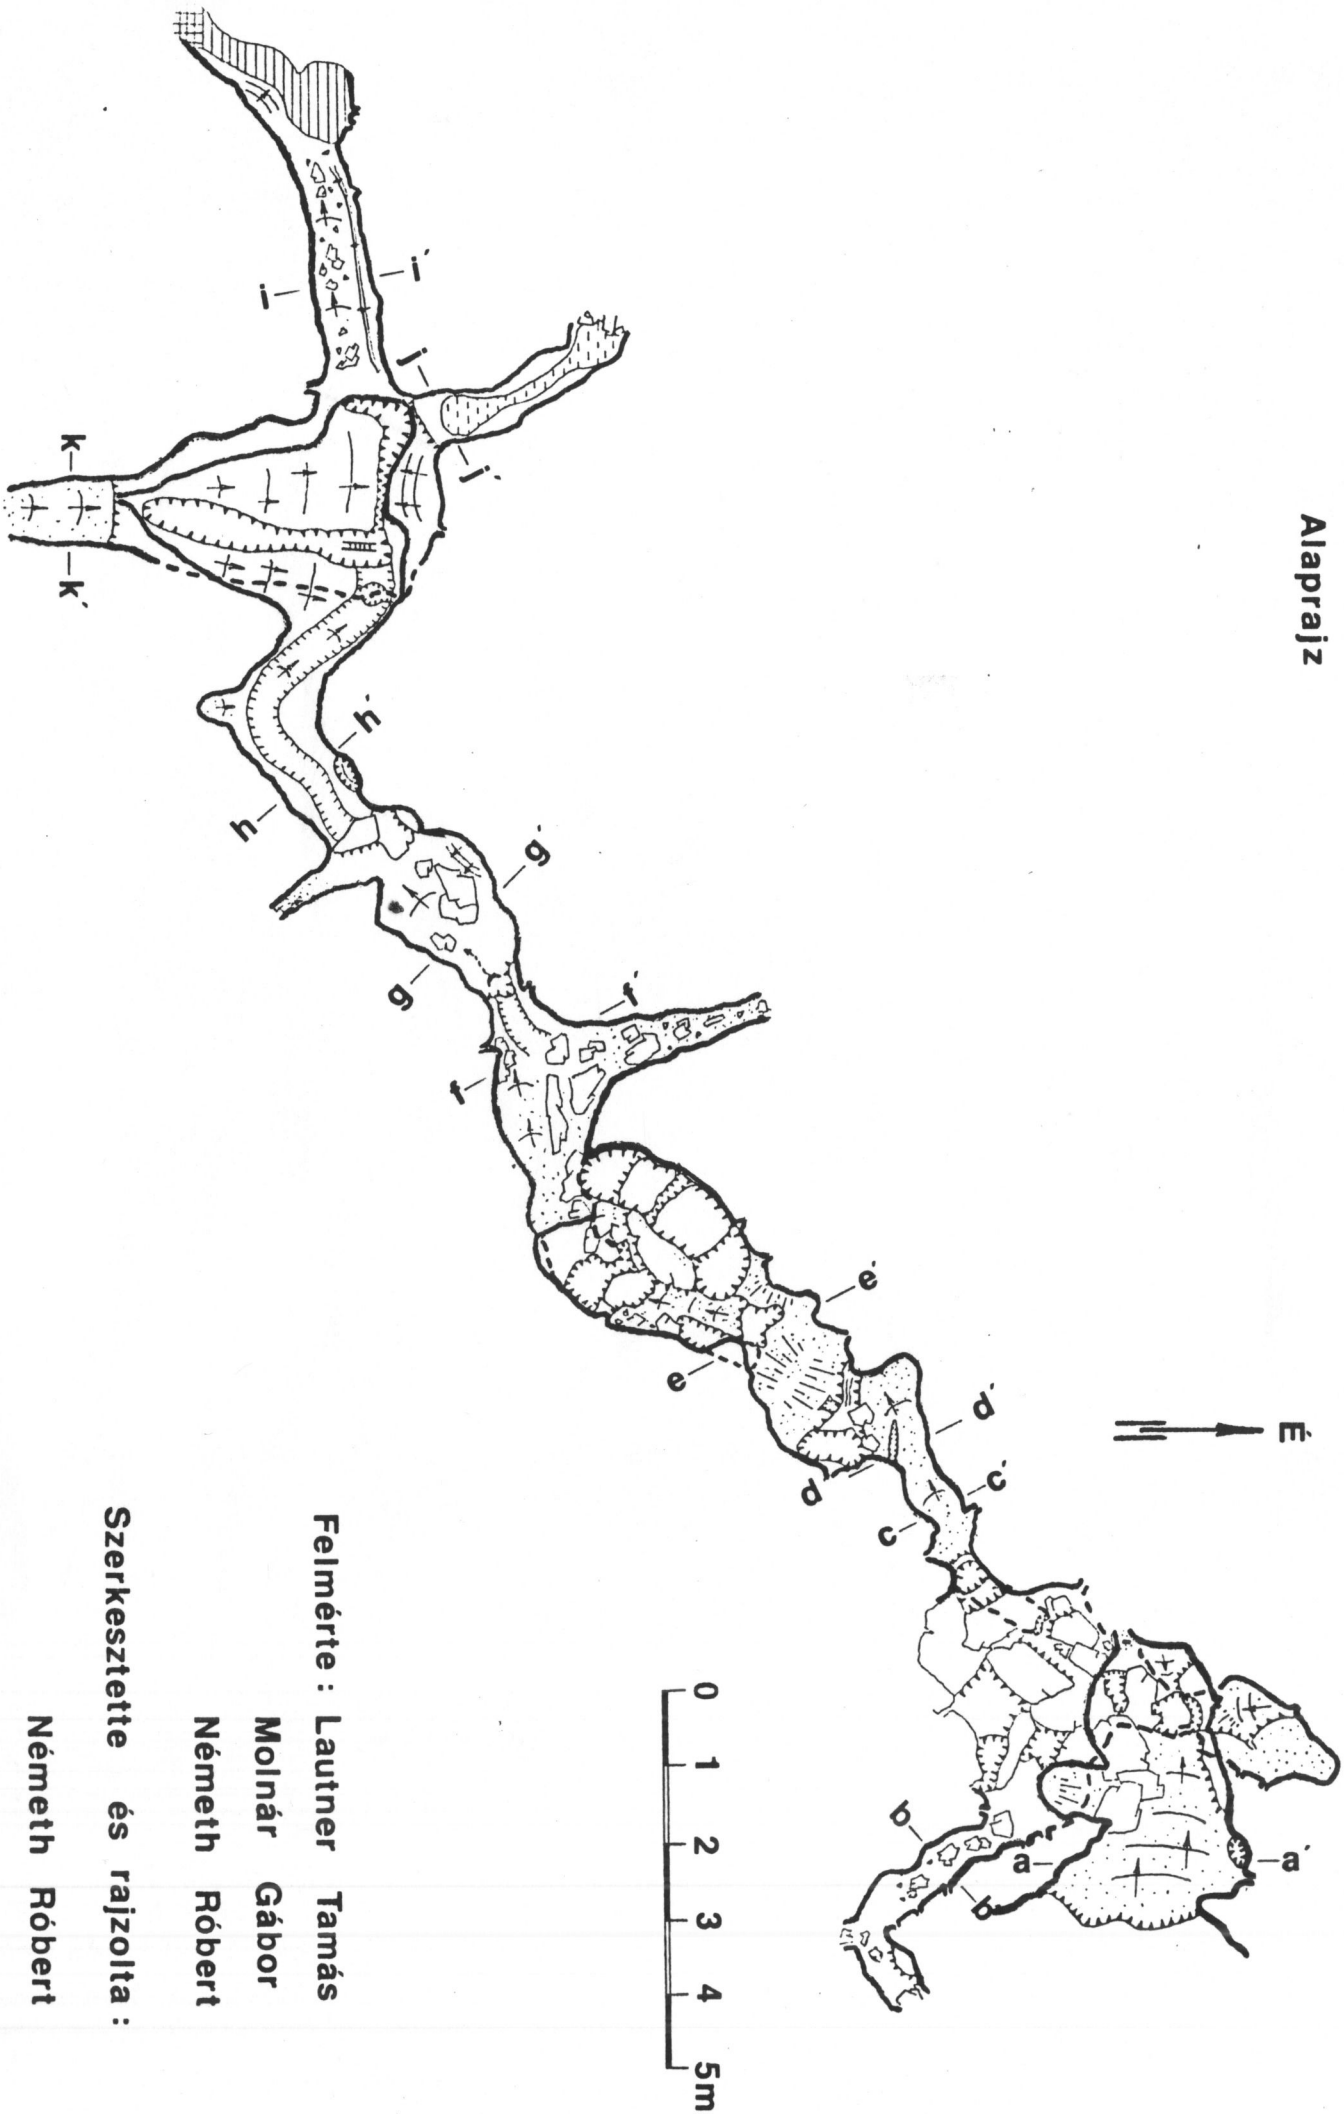 Alaprajz
É
a
a´
b
b´
c
c´
d
d´
e
e´
f
f´
g
g´
h
h´
i
i´
j
j´
k
k´
0 1 2 3 4 5m
Felmérte : Lautner Tamás
Molnár Gábor
Németh Róbert
Szerkesztette és rajzolta :
Németh Róbert